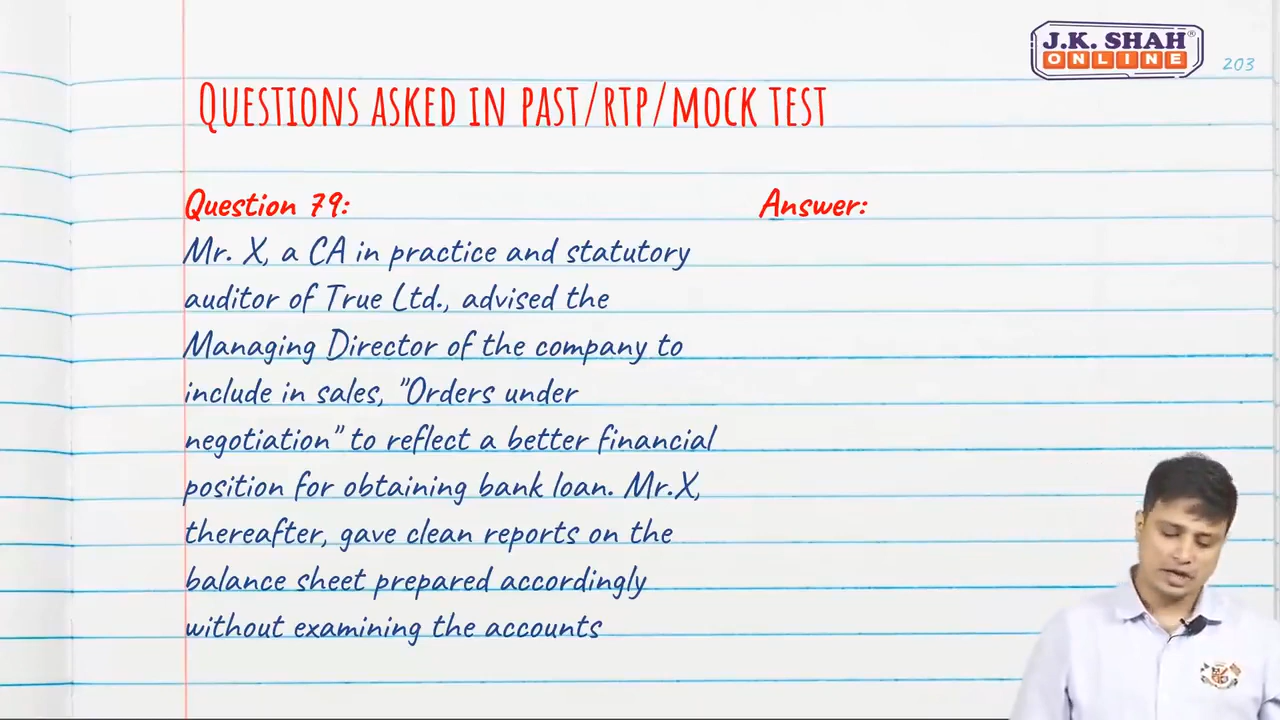 J.K. SHAH®
ONLINE
203
QUESTIONS ASKED IN PAST/RTP/MOCK TEST
Question 79:
Mr. X, a CA in practice and statutory
auditor of True Ltd., advised the
Managing Director of the company to
include in sales, "Orders under
negotiation" to reflect a better financial
position for obtaining bank loan. Mr.X,
thereafter, gave clean reports on the
balance sheet prepared accordingly
without examining the accounts
Answer: